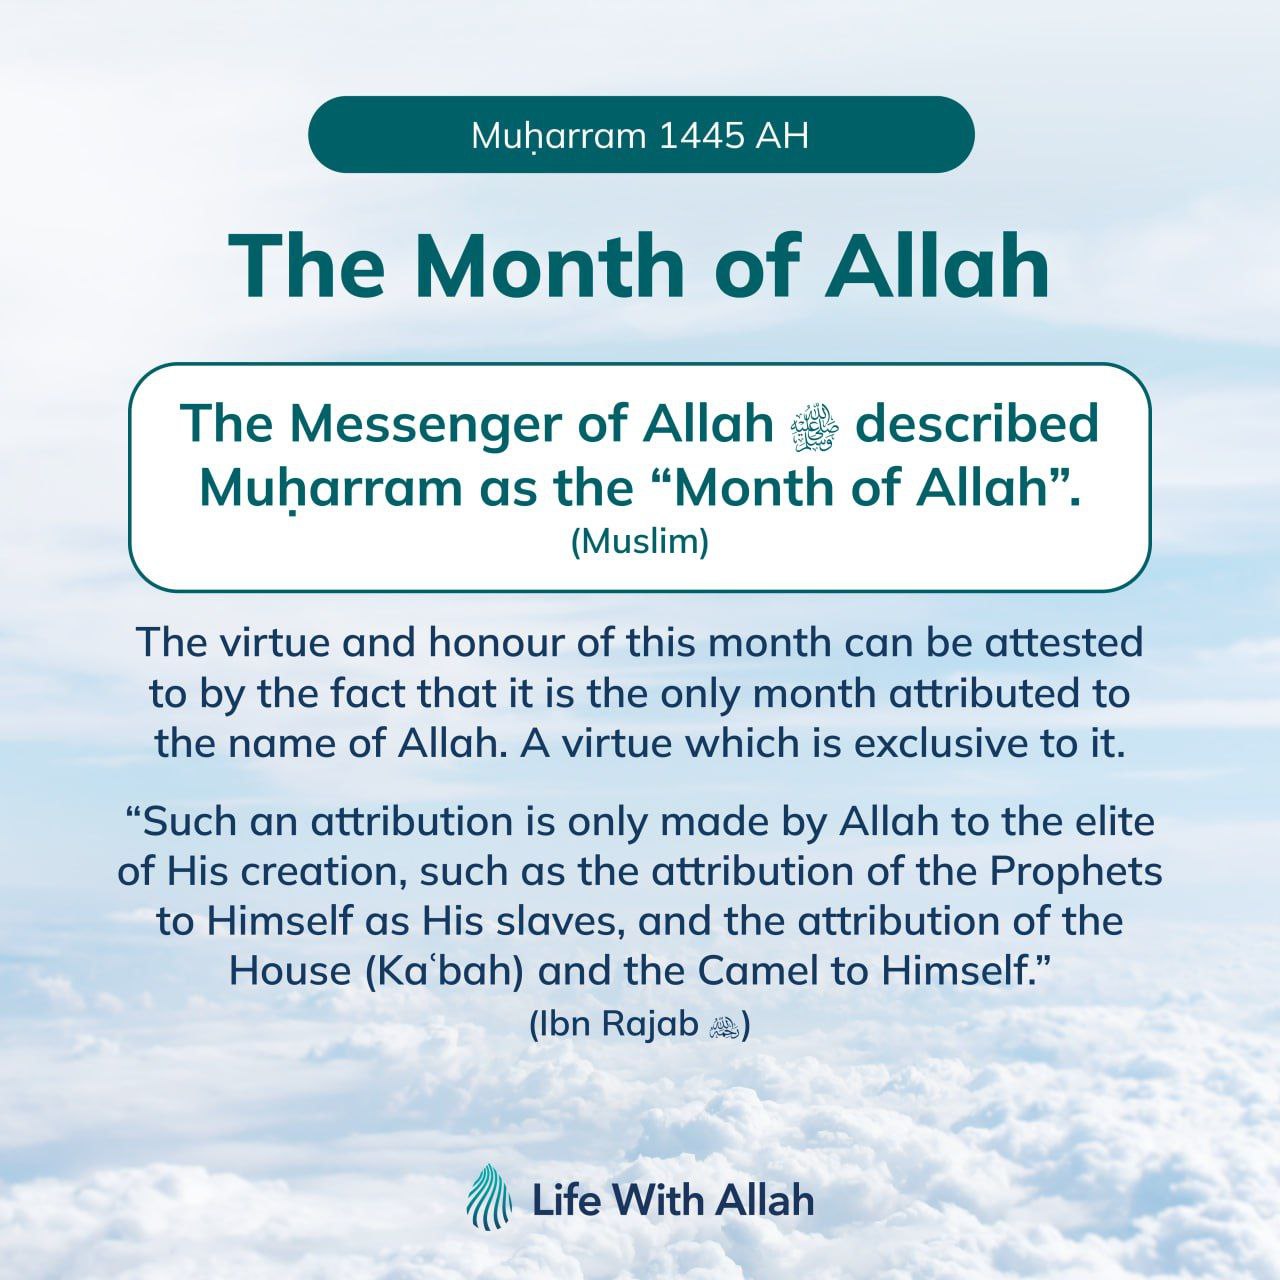 Muḥarram 1445 AH
The Month of Allah
The Messenger of Allah ﷺ described
Muḥarram as the “Month of Allah”.
(Muslim)
The virtue and honour of this month can be attested
to by the fact that it is the only month attributed to
the name of Allah. A virtue which is exclusive to it.
“Such an attribution is only made by Allah to the elite
of His creation, such as the attribution of the Prophets
to Himself as His slaves, and the attribution of the
House (Kaʿbah) and the Camel to Himself.”
(Ibn Rajab رحمه الله)
Life With Allah